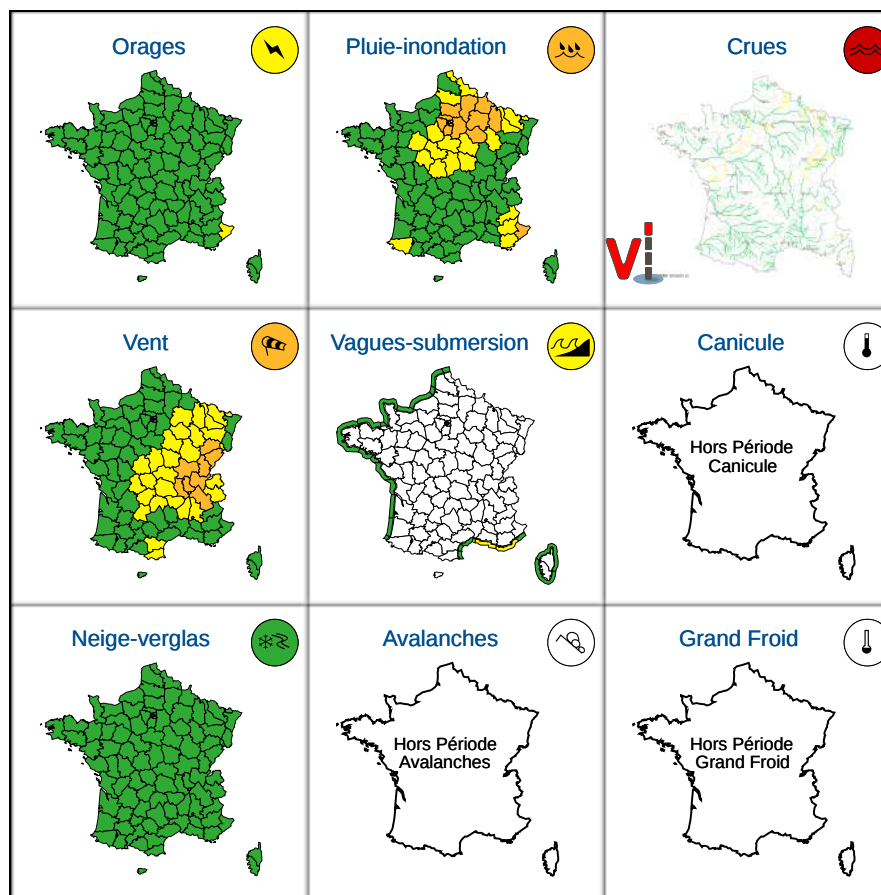 Orages
Pluie-inondation
Crues
Vi
Vent
Vagues-submersion
Canicule
Hors Période
Canicule
Neige-verglas
Avalanches
Hors Période
Avalanches
Grand Froid
Hors Période
Grand Froid